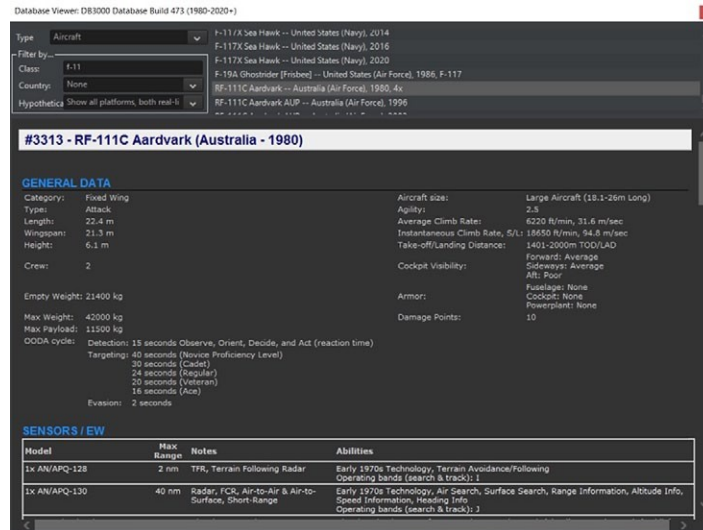 Database Viewer: DB3000 Database Build 473 (1980-2020+)
Type Aircraft
Filter by...
Class: f-11
Country: None
Hypothetica Show all platforms, both real-li
F-117X Sea Hawk -- United States (Navy), 2014
F-117X Sea Hawk -- United States (Navy), 2016
F-117X Sea Hawk -- United States (Navy), 2020
F-19A Ghostrider [Frisbee] -- United States (Air Force), 1986, F-117
RF-111C Aardvark -- Australia (Air Force), 1980, 4x
RF-111C Aardvark AUP -- Australia (Air Force), 1996
#3313 - RF-111C Aardvark (Australia - 1980)
GENERAL DATA
Category: Fixed Wing Aircraft size: Large Aircraft (18.1-26m Long)
Type: Attack Agility: 2.5
Length: 22.4 m Average Climb Rate: 6220 ft/min, 31.6 m/sec
Wingspan: 21.3 m Instantaneous Climb Rate, S/L: 18650 ft/min, 94.8 m/sec
Height: 6.1 m Take-off/Landing Distance: 1401-2000m TOD/LAD
Crew: 2 Cockpit Visibility: Forward: Average
Sideways: Average
Aft: Poor
Empty Weight: 21400 kg Armor: Fuselage: None
Cockpit: None
Powerplant: None
Max Weight: 42000 kg Damage Points: 10
Max Payload: 11500 kg
OODA cycle: Detection: 15 seconds Observe, Orient, Decide, and Act (reaction time)
Targeting: 40 seconds (Novice Proficiency Level)
30 seconds (Cadet)
24 seconds (Regular)
20 seconds (Veteran)
16 seconds (Ace)
Evasion: 2 seconds
SENSORS / EW
Model Max Range Notes Abilities
1x AN/APQ-128 2 nm TFR, Terrain Following Radar Early 1970s Technology, Terrain Avoidance/Following
Operating bands (search & track): I
1x AN/APQ-130 40 nm Radar, FCR, Air-to-Air & Air-to-Surface, Short-Range Early 1970s Technology, Air Search, Surface Search, Range Information, Altitude Info,
Speed Information, Heading Info
Operating bands (search & track): J